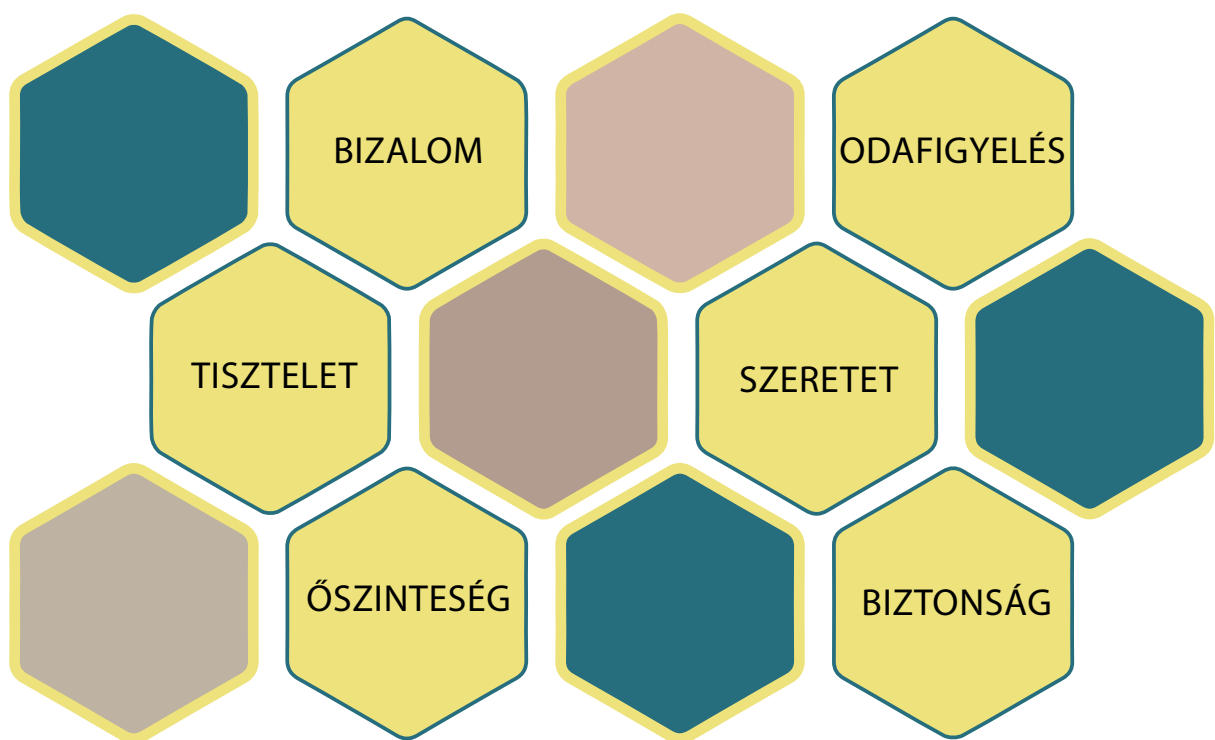 BIZALOM
ODAFIGYELÉS
TISZTELET
SZERETET
ŐSZINTESÉG
BIZTONSÁG